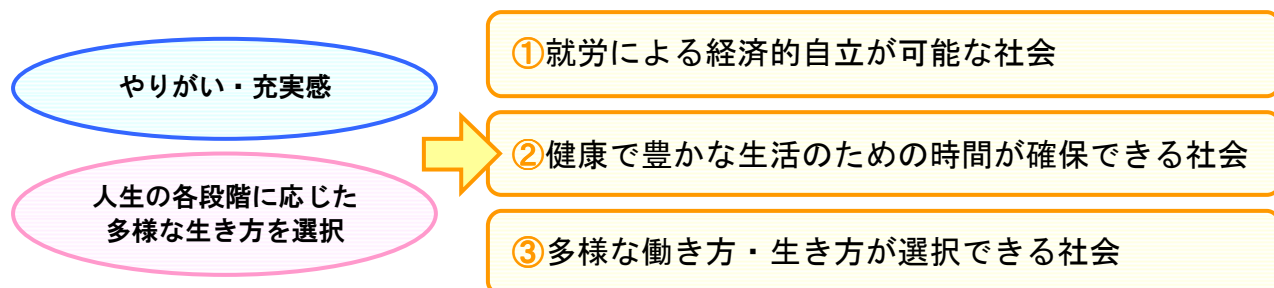 やりがい・充実感
人生の各段階に応じた
多様な生き方を選択
①就労による経済的自立が可能な社会
②健康で豊かな生活のための時間が確保できる社会
③多様な働き方・生き方が選択できる社会